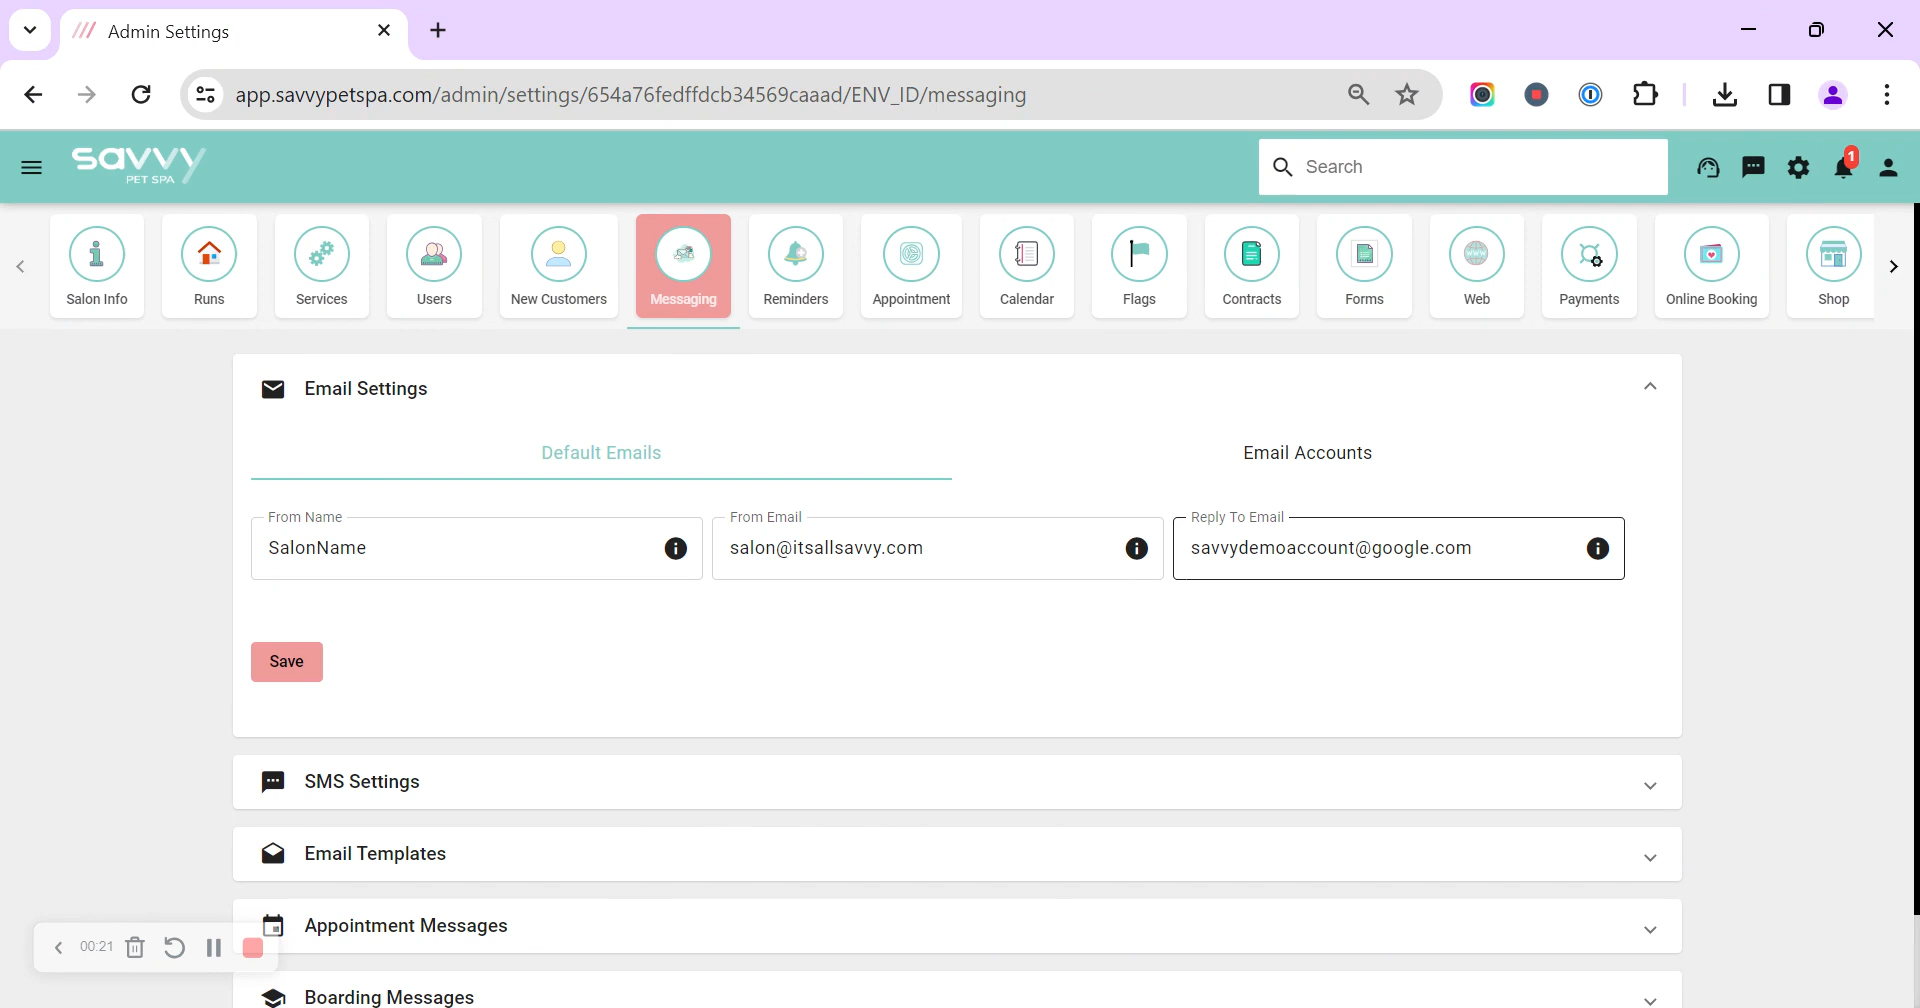 Admin Settings
app.savvypetspa.com/admin/settings/654a76fedffdcb34569caaad/ENV_ID/messaging
savvy
PET SPA
Search
1
Salon Info
Runs
Services
Users
New Customers
Messaging
Reminders
Appointment
Calendar
Flags
Contracts
Forms
Web
Payments
Online Booking
Shop
Email Settings
Default Emails
Email Accounts
From Name
From Email
Reply To Email
SalonName
salon@itsallsavvy.com
savvydemoaccount@google.com
Save
SMS Settings
Email Templates
Appointment Messages
00:21
Boarding Messages